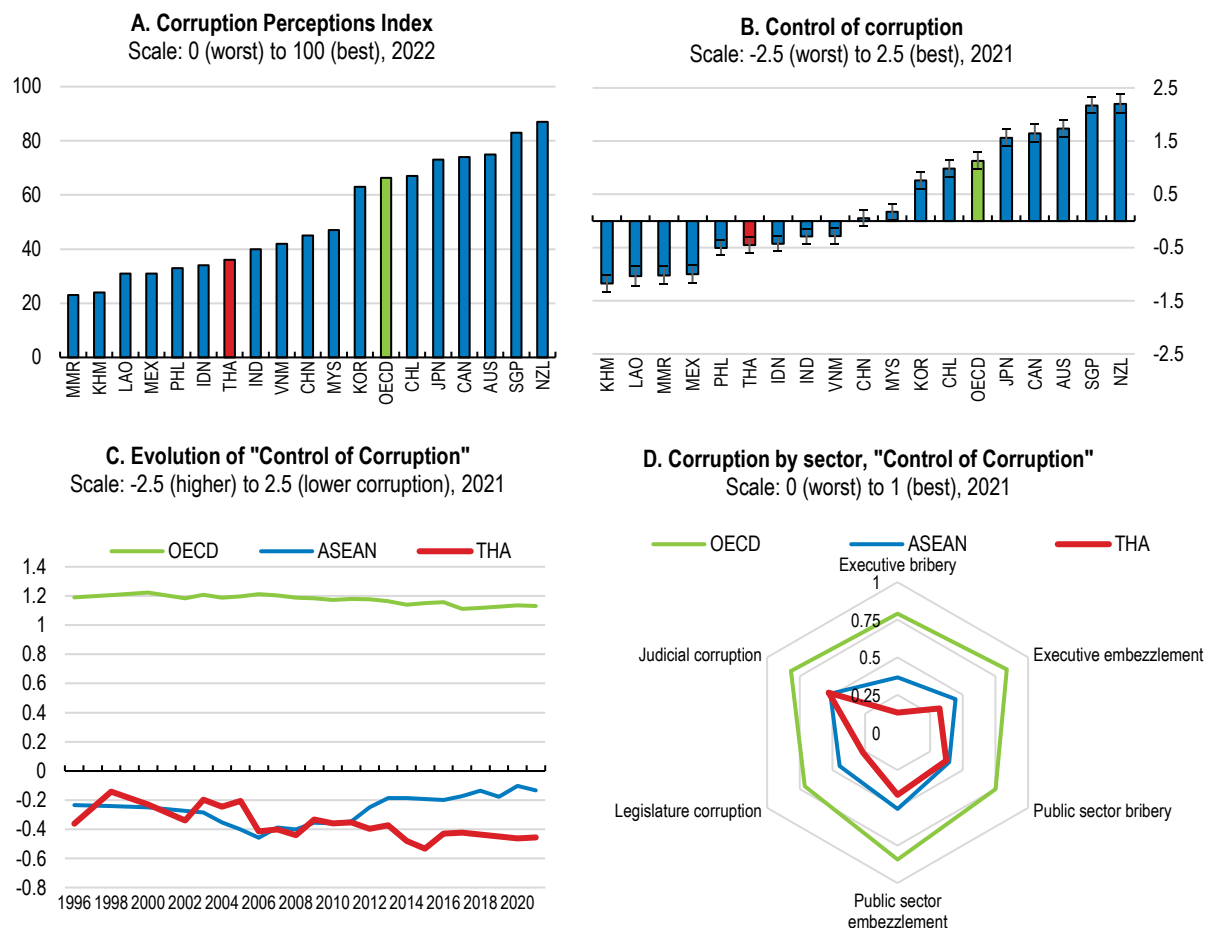 A. Corruption Perceptions Index
Scale: 0 (worst) to 100 (best), 2022
100
80
60
40
20
0
MMR KHM LAO MEX PHL IDN THA IND VNM CHN MYS KOR OECD CHL JPN CAN AUS SGP NZL
B. Control of corruption
Scale: -2.5 (worst) to 2.5 (best), 2021
2.5
1.5
0.5
-0.5
-1.5
-2.5
KHM LAO MMR MEX PHL THA IDN IND VNM CHN MYS KOR CHL OECD JPN CAN AUS SGP NZL
C. Evolution of "Control of Corruption"
Scale: -2.5 (higher) to 2.5 (lower corruption), 2021
OECD ASEAN THA
1.4
1.2
1
0.8
0.6
0.4
0.2
0
-0.2
-0.4
-0.6
-0.8
1996 1998 2000 2002 2004 2006 2008 2010 2012 2014 2016 2018 2020
D. Corruption by sector, "Control of Corruption"
Scale: 0 (worst) to 1 (best), 2021
OECD ASEAN THA
Executive bribery
1
0.75
0.5
0.25
0
Judicial corruption
Executive embezzlement
Legislature corruption
Public sector bribery
Public sector
embezzlement